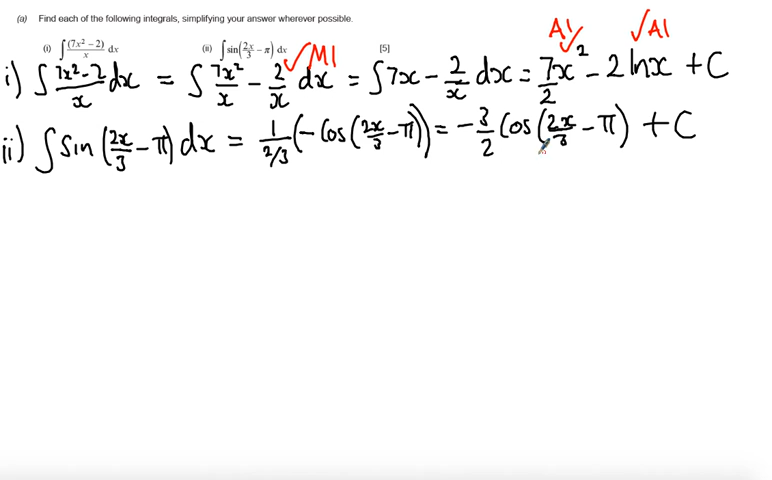 (a) Find each of the following integrals, simplifying your answer wherever possible.
(i) ∫ (7x² − 2)/x dx (ii) ∫ sin(2x/3 − π) dx [5]
A1✓ ✓A1
i) ∫ (7x² − 2)/x dx = ∫ 7x²/x − 2/x dx ✓M1 = ∫ 7x − 2/x dx = 7x²/2 − 2 ln x + C
ii) ∫ Sin (2x/3 − π) dx = 1/(2/3) (− Cos (2x/3 − π)) = − 3/2 Cos (2x/3 − π) + C